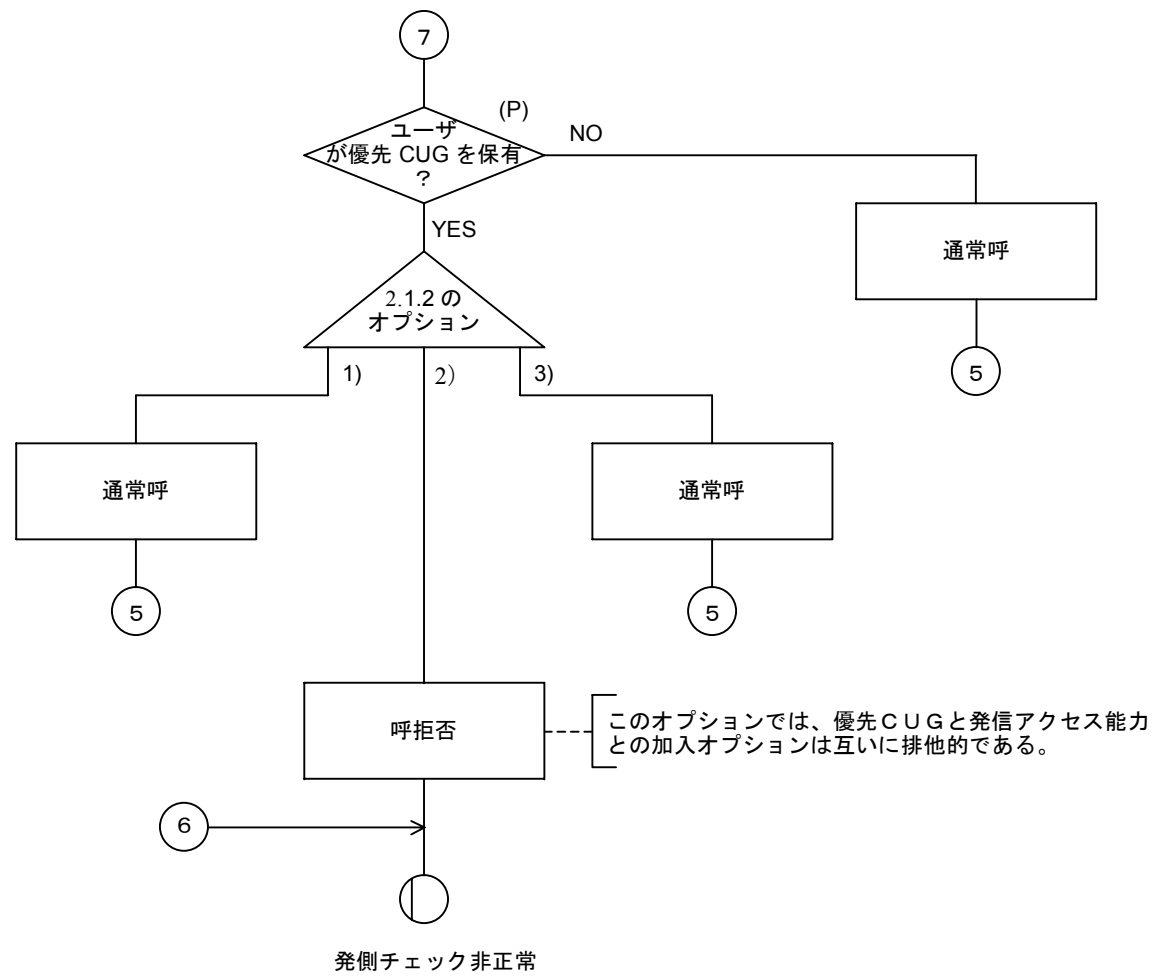 ７
(P)
ユーザ
が優先 CUG を保有
？
NO
YES
通常呼
2.1.2 の
オプション
1)
2）
3)
５
通常呼
通常呼
５
５
呼拒否
このオプションでは、優先ＣＵＧと発信アクセス能力
との加入オプションは互いに排他的である。
６
発側チェック非正常